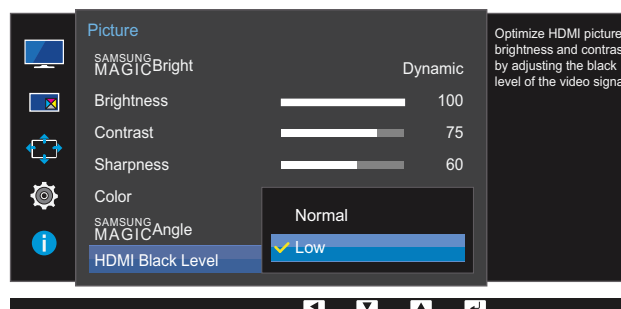 Picture
SAMSUNG
MAGICBright Dynamic
Brightness 100
Contrast 75
Sharpness 60
Color
SAMSUNG
MAGICAngle
HDMI Black Level
Normal
Low
Optimize HDMI picture
brightness and contras
by adjusting the black
level of the video signa